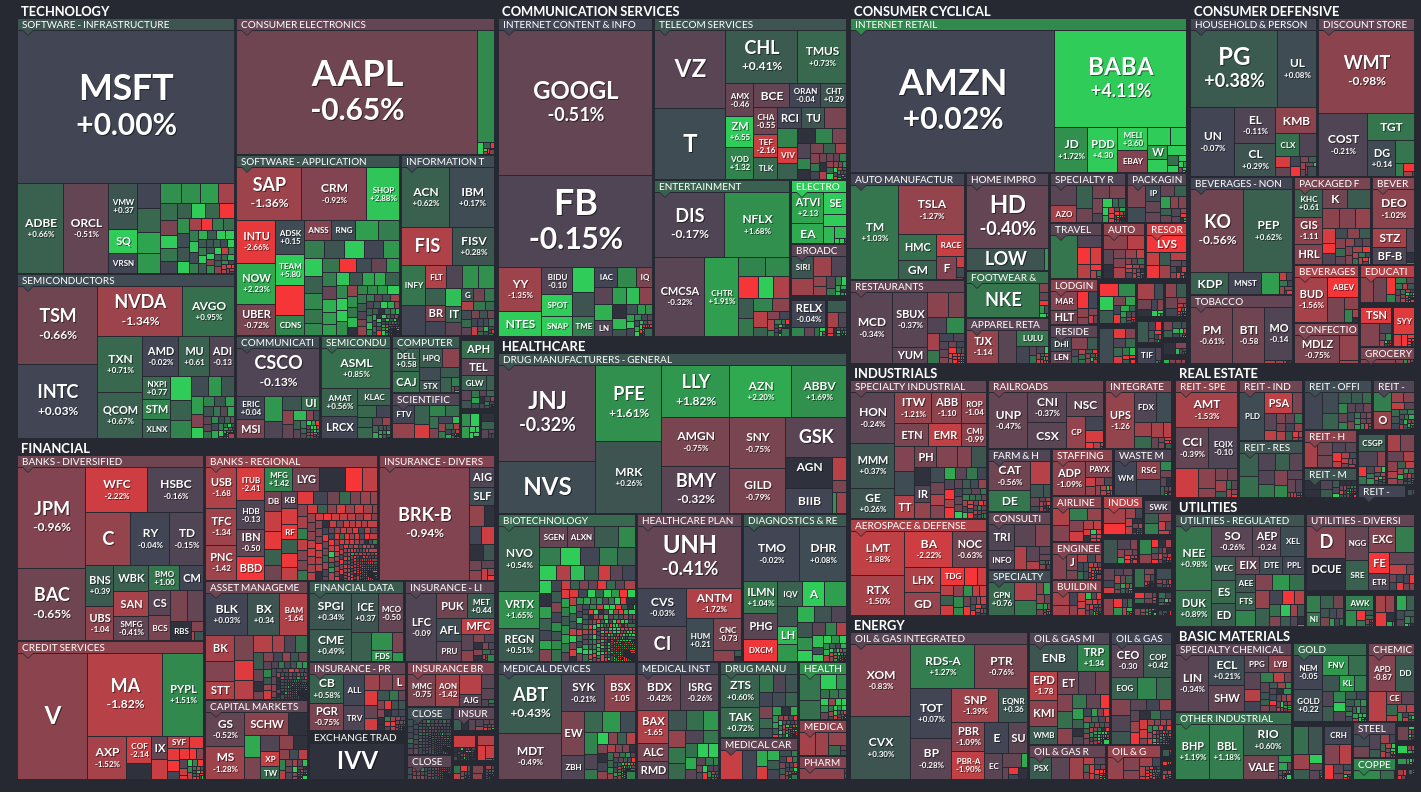 TECHNOLOGY
SOFTWARE - INFRASTRUCTURE
MSFT
+0.00%
ADBE
+0.66%
ORCL
-0.51%
VMW
+0.37
SQ
VRSN
CONSUMER ELECTRONICS
AAPL
-0.65%
SOFTWARE - APPLICATION
SAP
-1.36%
CRM
-0.92%
SHOP
+2.88%
INTU
-2.66%
ADSK
+0.15
ANSS
RNG
NOW
+2.23%
TEAM
+5.80
UBER
-0.72%
CDNS
INFORMATION T
ACN
+0.62%
IBM
+0.17%
FIS
FISV
+0.28%
INFY
FLT
G
BR
IT
SEMICONDUCTORS
TSM
-0.66%
NVDA
-1.34%
AVGO
+0.95%
INTC
+0.03%
TXN
+0.71%
AMD
-0.02%
MU
+0.61
ADI
-0.13
QCOM
+0.67%
NXPI
+0.77
STM
XLNX
COMMUNICATI
CSCO
-0.13%
ERIC
+0.04
UI
MSI
SEMICONDU
ASML
+0.85%
AMAT
+0.56%
KLAC
LRCX
COMPUTER
DELL
+0.58
HPQ
CAJ
STX
SCIENTIFIC
FTV
APH
TEL
GLW
COMMUNICATION SERVICES
INTERNET CONTENT & INFO
GOOGL
-0.51%
FB
-0.15%
YY
-1.35%
BIDU
-0.10
IAC
IQ
NTES
SPOT
SNAP
TME
LN
TELECOM SERVICES
VZ
T
CHL
+0.41%
TMUS
+0.73%
AMX
-0.46
BCE
ORAN
-0.04
CHT
+0.29
ZM
+6.55
CHA
-0.55
RCI
TU
VOD
+1.32
TEF
-2.16
TLK
VIV
ENTERTAINMENT
DIS
-0.17%
NFLX
+1.68%
CMCSA
-0.32%
CHTR
+1.91%
ELECTRO
ATVI
+2.13
SE
EA
BROADC
SIRI
RELX
-0.04%
CONSUMER CYCLICAL
INTERNET RETAIL
AMZN
+0.02%
BABA
+4.11%
JD
+1.72%
PDD
+4.30
MELI
+3.60
EBAY
W
AUTO MANUFACTUR
TM
+1.03%
TSLA
-1.27%
HMC
RACE
GM
F
HOME IMPRO
HD
-0.40%
LOW
FOOTWEAR &
NKE
APPAREL RETA
TJX
-1.14
LULU
SPECIALTY R
AZO
PACKAGIN
IP
TRAVEL
AUTO
RESOR
LVS
LODGIN
MAR
HLT
RESIDE
DHI
LEN
TIF
RESTAURANTS
MCD
-0.34%
SBUX
-0.37%
YUM
CONSUMER DEFENSIVE
HOUSEHOLD & PERSON
PG
+0.38%
UL
+0.08%
UN
-0.07%
EL
-0.11%
KMB
CL
+0.29%
CLX
DISCOUNT STORE
WMT
-0.98%
COST
-0.21%
TGT
DG
+0.14
BEVERAGES - NON
KO
-0.56%
PEP
+0.62%
KDP
MNST
TOBACCO
PM
-0.61%
BTI
-0.58
MO
-0.14
PACKAGED F
KHC
+0.61
K
GIS
-1.11
HRL
BEVER
DEO
-1.02%
STZ
BF-B
BEVERAGES
BUD
-1.56%
ABEV
CONFECTIO
MDLZ
-0.75%
EDUCATI
TSN
SYY
GROCERY
FINANCIAL
BANKS - DIVERSIFIED
JPM
-0.96%
WFC
-2.22%
HSBC
-0.16%
C
RY
-0.04%
TD
-0.15%
BAC
-0.65%
BNS
+0.39
WBK
BMO
+1.00
CM
UBS
-1.04
SAN
CS
SMFG
-0.41%
BCS
RBS
BANKS - REGIONAL
USB
-1.68
ITUB
-2.41
MFG
+1.42
LYG
TFC
-1.34
HDB
-0.13
DB
KB
PNC
-1.42
IBN
-0.50
RF
BBD
INSURANCE - DIVERS
BRK-B
-0.94%
AIG
SLF
CREDIT SERVICES
V
MA
-1.82%
PYPL
+1.51%
AXP
-1.52%
COF
-2.14
IX
SYF
ASSET MANAGEME
BLK
+0.03%
BX
+0.34
BAM
-1.64
BK
STT
CAPITAL MARKETS
GS
-0.52%
SCHW
MS
-1.28%
XP
TW
FINANCIAL DATA
SPGI
+0.34%
ICE
+0.37
MCO
-0.50
CME
+0.49%
FDS
INSURANCE - LI
LFC
-0.09
PUK
MET
+0.44
AFL
MFC
PRU
INSURANCE - PR
CB
+0.58%
ALL
L
PGR
-0.75%
TRV
INSURANCE BR
MMC
-0.75
AON
-1.42
AJG
CLOSE
INSUR
CLOSE
EXCHANGE TRAD
IVV
HEALTHCARE
DRUG MANUFACTURERS - GENERAL
JNJ
-0.32%
PFE
+1.61%
LLY
+1.82%
AZN
+2.20%
ABBV
+1.69%
NVS
MRK
+0.26%
AMGN
-0.75%
SNY
-0.75%
GSK
BMY
-0.32%
GILD
-0.79%
AGN
BIIB
BIOTECHNOLOGY
NVO
+0.54%
SGEN
ALXN
VRTX
+1.65%
REGN
+0.51%
HEALTHCARE PLAN
UNH
-0.41%
CVS
-0.03%
ANTM
-1.72%
CI
HUM
+0.21
CNC
-0.73
DIAGNOSTICS & RE
TMO
-0.02%
DHR
+0.08%
ILMN
+1.04%
IQV
A
PHG
LH
DXCM
MEDICAL DEVICES
ABT
+0.43%
SYK
-0.21%
BSX
-1.05
MDT
-0.49%
EW
ZBH
MEDICAL INST
BDX
-0.42%
ISRG
-0.26%
BAX
-1.65
ALC
RMD
DRUG MANU
ZTS
+0.60%
TAK
+0.72%
MEDICAL CAR
HEALTH
MEDICA
PHARM
INDUSTRIALS
SPECIALTY INDUSTRIAL
HON
-0.24%
ITW
-1.21%
ABB
-1.10
ROP
-1.04
ETN
EMR
CMI
-0.99
MMM
+0.37%
PH
GE
+0.26%
IR
TT
AEROSPACE & DEFENSE
LMT
-1.88%
BA
-2.22%
NOC
-0.63%
RTX
-1.50%
LHX
TDG
GD
RAILROADS
UNP
-0.47%
CNI
-0.37%
NSC
CSX
CP
INTEGRATE
UPS
-1.26
FDX
FARM & H
CAT
-0.56%
DE
CONSULTI
TRI
INFO
SPECIALTY
GPN
+0.76
STAFFING
ADP
-1.09%
PAYX
WASTE M
WM
RSG
AIRLINE
INDUS
SWK
ENGINEE
J
BUILDIN
REAL ESTATE
REIT - SPE
AMT
-1.53%
CCI
-0.39%
EQIX
-0.10
REIT - IND
PLD
PSA
REIT - RES
REIT - OFFI
REIT -
O
REIT - H
CSGP
REIT - M
REIT -
UTILITIES
UTILITIES - REGULATED
NEE
+0.68%
SO
-0.26%
AEP
-0.24
XEL
WEC
EIX
DTE
PPL
DUK
+0.89%
AEE
ES
FTS
ED
UTILITIES - DIVERSI
D
NGG
EXC
DCUE
SRE
FE
ETR
AWK
NI
ENERGY
OIL & GAS INTEGRATED
XOM
-0.83%
RDS-A
+1.27%
PTR
-0.76%
CVX
+0.30%
TOT
+0.07%
SNP
-1.39%
EQNR
+0.36
BP
-0.28%
PBR
-1.09%
E
SU
PBR-A
-1.90%
EC
OIL & GAS MI
ENB
TRP
+1.34
EPD
-1.78
ET
KMI
WMB
OIL & GAS R
PSX
OIL & GAS
CEO
-0.30
COP
+0.42
EOG
OIL & G
BASIC MATERIALS
SPECIALTY CHEMICAL
LIN
-0.34%
ECL
+0.21%
PPG
LYB
SHW
OTHER INDUSTRIAL
BHP
+1.19%
BBL
+1.18%
RIO
+0.60%
VALE
GOLD
NEM
-0.05
FNV
KL
GOLD
+0.22
CHEMIC
APD
-0.87
DD
CE
CRH
STEEL
COPPE